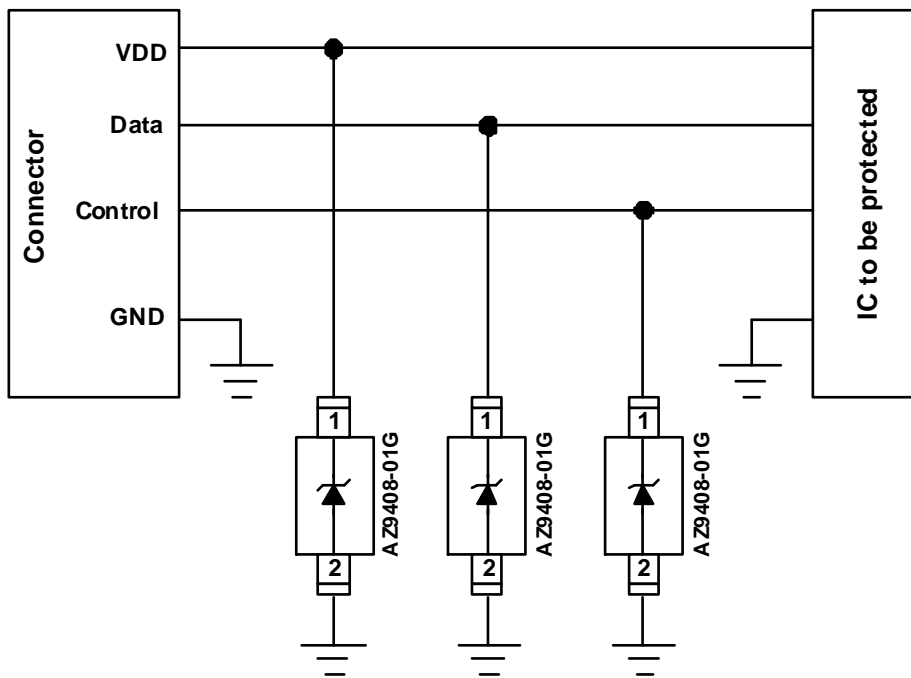 Connector
VDD
Data
Control
GND
IC to be protected
1
AZ9408-01G
2
1
AZ9408-01G
2
1
AZ9408-01G
2